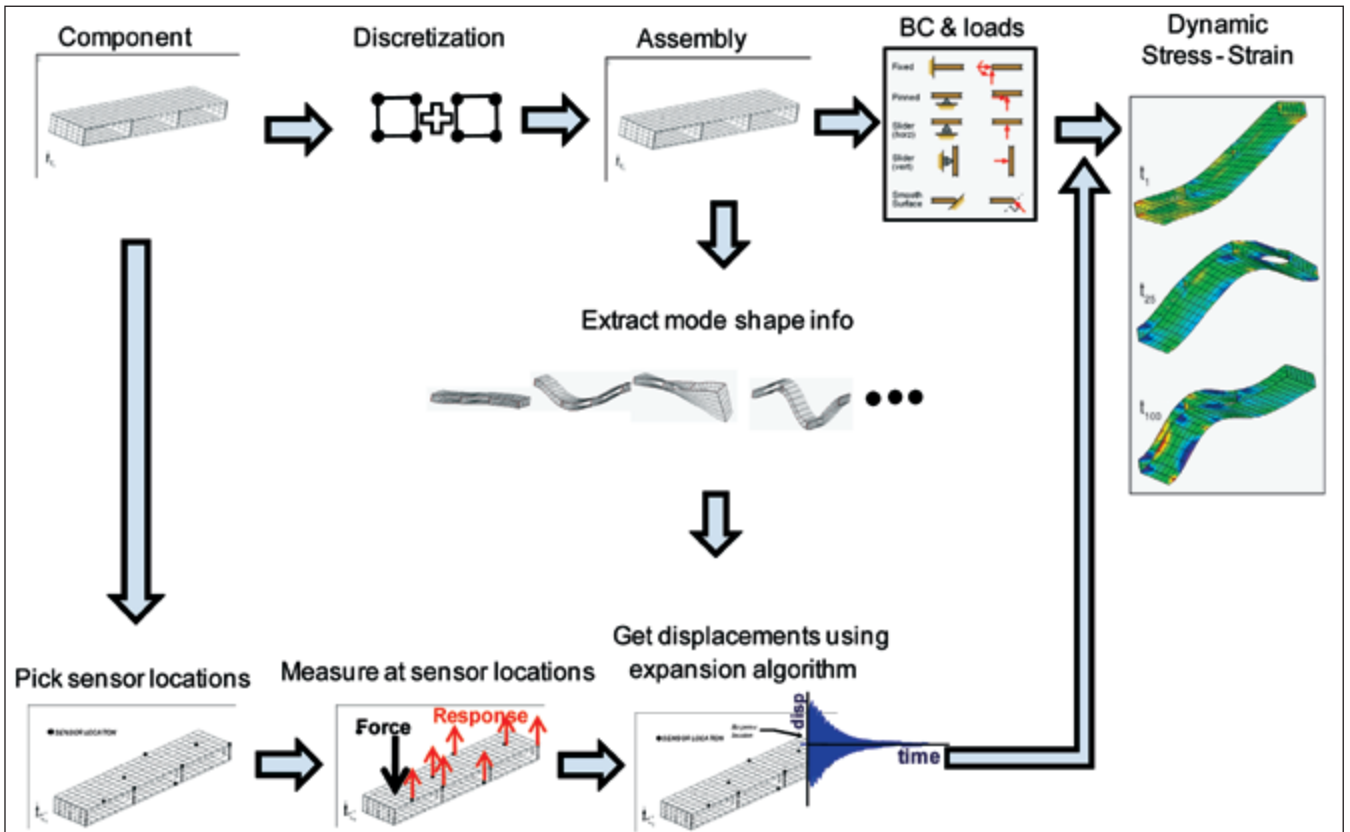 Component
Discretization
Assembly
BC & loads
Dynamic
Stress - Strain
Fixed
Pinned
Slider
(horiz)
Slider
(vert)
Smooth
Surface
t1
t25
t100
Extract mode shape info
Pick sensor locations
SENSOR LOCATION
Measure at sensor locations
Force
Response
Get displacements using
expansion algorithm
SENSOR LOCATION
disp
time